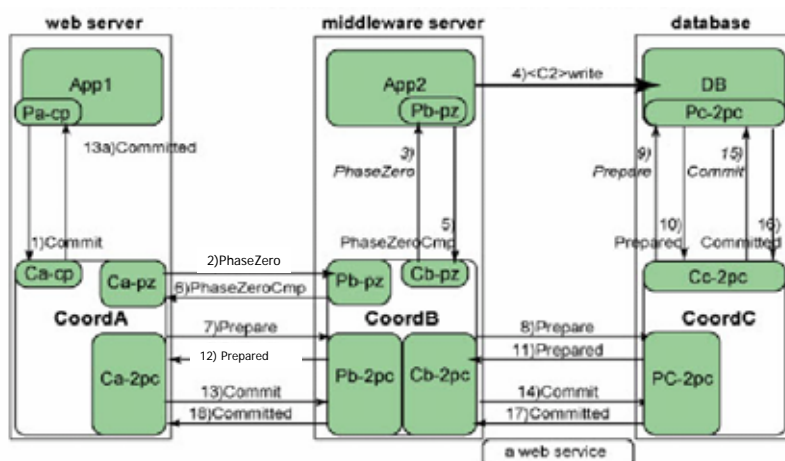 web server
middleware server
database
App1
App2
4)<C2>write
DB
Pa-cp
Pb-pz
Pc-2pc
13a)Committed
3)
PhaseZero
9)
Prepare
15)
Commit
1)Commit
5)
PhaseZeroCmp
10)
Prepared
16)
Committed
2)PhaseZero
Ca-cp
Ca-pz
Pb-pz
Cb-pz
Cc-2pc
6)PhaseZeroCmp
CoordA
CoordB
CoordC
7)Prepare
8)Prepare
12) Prepared
11)Prepared
Ca-2pc
Pb-2pc
Cb-2pc
PC-2pc
13)Commit
14)Commit
18)Committed
17)Committed
a web service